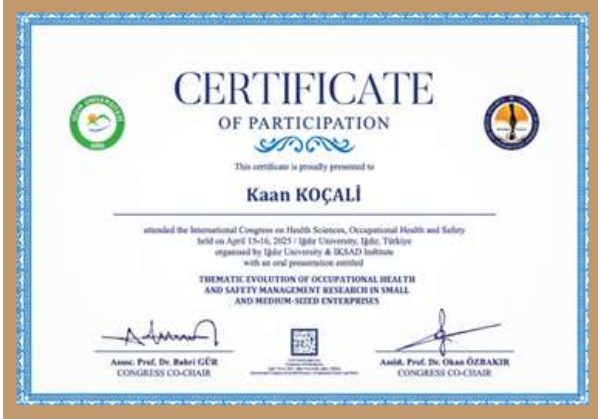 CERTIFICATE
OF PARTICIPATION
This certificate is proudly presented to
Kaan KOÇALİ
attended the International Congress on Health Sciences, Occupational Health and Safety
held on April 15-16, 2025 / Iğdır University, Iğdır, Türkiye
organised by Iğdır University & IKSAD Institute
with an oral presentation entitled
THEMATIC EVOLUTION OF OCCUPATIONAL HEALTH
AND SAFETY MANAGEMENT RESEARCH IN SMALL
AND MEDIUM-SIZED ENTERPRISES
Assoc. Prof. Dr. Bahri GÜR
CONGRESS CO-CHAIR
Assist. Prof. Dr. Okan ÖZBAKIR
CONGRESS CO-CHAIR